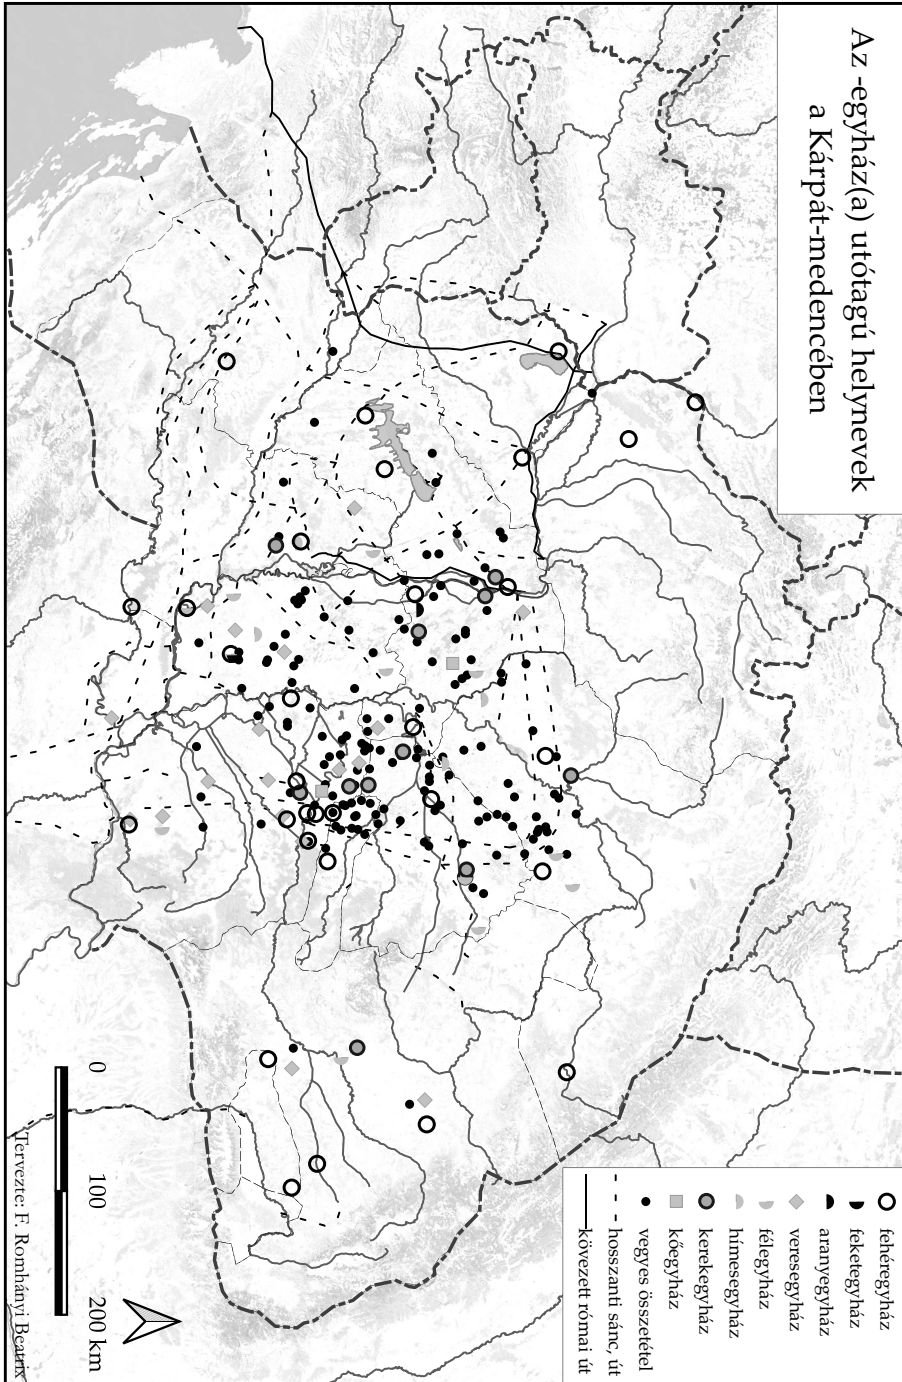 Az -egyház(a) utótagú helynevek
a Kárpát-medencében
fehéregyház
feketegyház
aranyegyház
veresegyház
félegyház
hímesegyház
kerekegyház
kőegyház
vegyes összetétel
hosszanti sánc, út
kövezett római út
0 100 200 km
Tervezte: F. Romhányi Beatrix